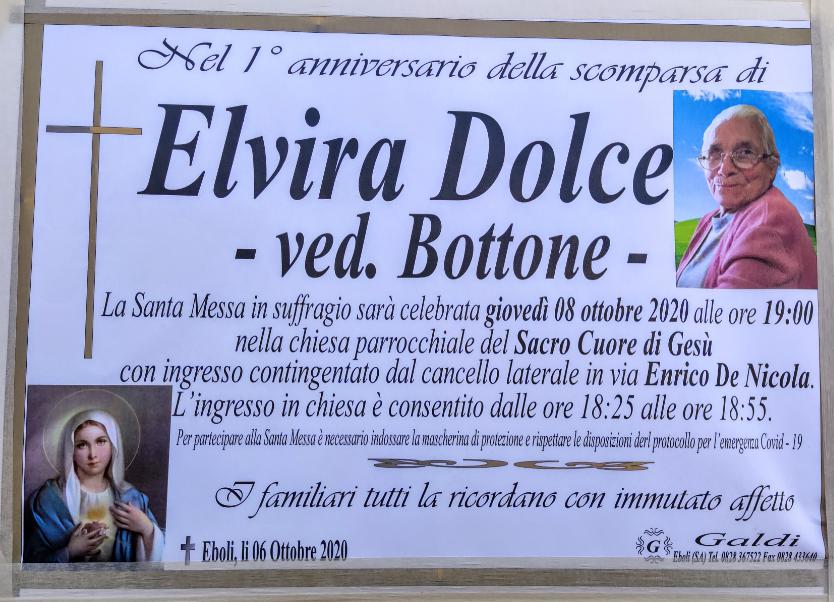 Nel 1° anniversario della scomparsa di
Elvira Dolce
- ved. Bottone -
La Santa Messa in suffragio sarà celebrata giovedì 08 ottobre 2020 alle ore 19:00
nella chiesa parrocchiale del Sacro Cuore di Gesù
con ingresso contingentato dal cancello laterale in via Enrico De Nicola.
L'ingresso in chiesa è consentito dalle ore 18:25 alle ore 18:55.
Per partecipare alla Santa Messa è necessario indossare la mascherina di protezione e rispettare le disposizioni derl protocollo per l'emergenza Covid - 19
I familiari tutti la ricordano con immutato affetto
Eboli, li 06 Ottobre 2020
G
Galdi
Eboli (SA) Tel. 0828 367522 Fax 0828 433640